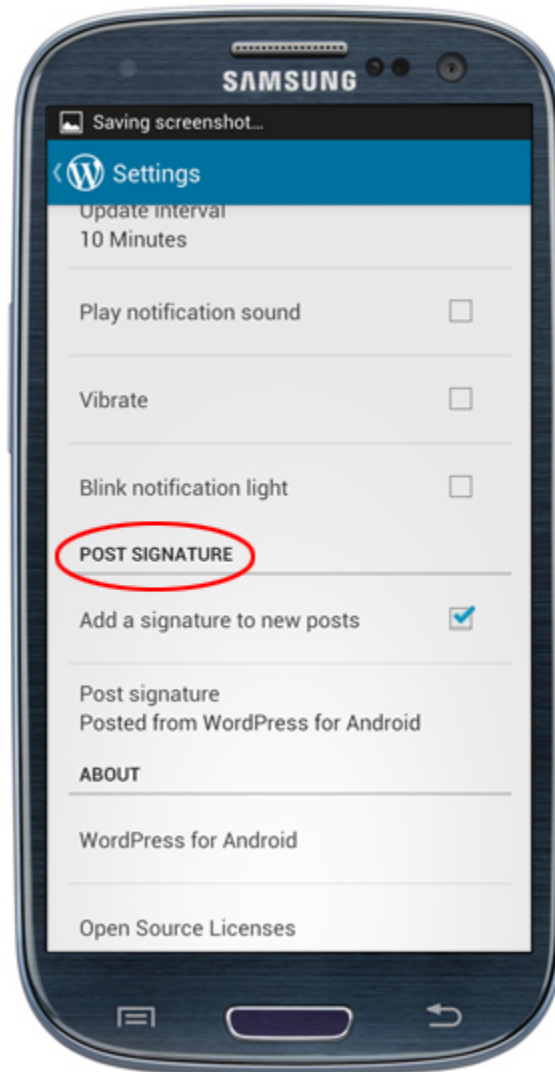 SAMSUNG
Saving screenshot...
Settings
Update interval
10 Minutes
Play notification sound
Vibrate
Blink notification light
POST SIGNATURE
Add a signature to new posts
Post signature
Posted from WordPress for Android
ABOUT
WordPress for Android
Open Source Licenses